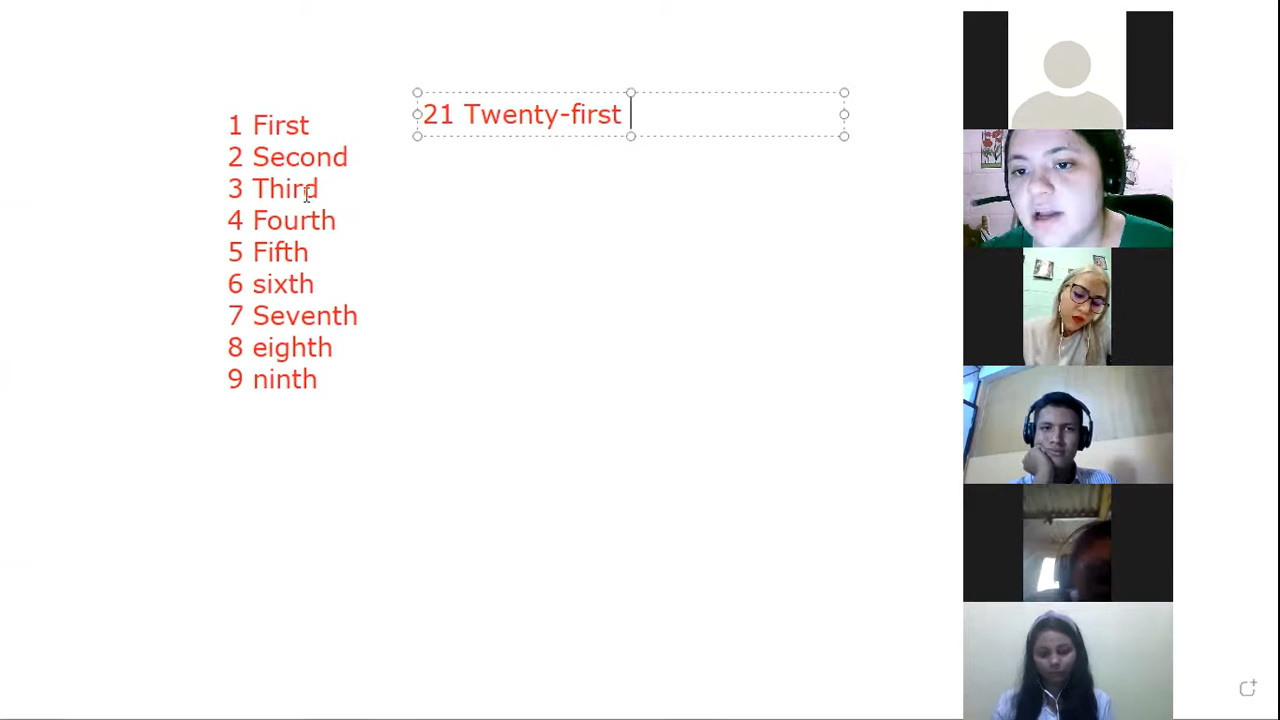 1 First
2 Second
3 Third
4 Fourth
5 Fifth
6 sixth
7 Seventh
8 eighth
9 ninth
21 Twenty-first